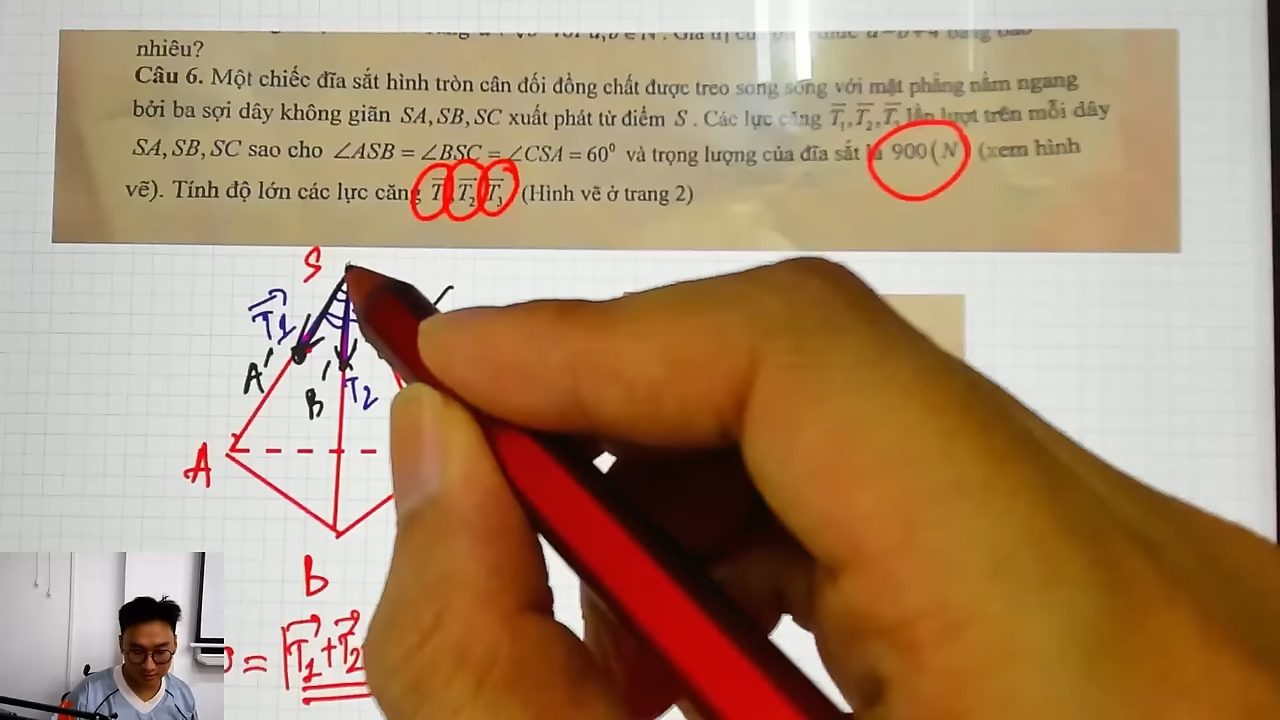 nhiêu?
Câu 6. Một chiếc đĩa sắt hình tròn cân đối đồng chất được treo song song với mặt phẳng nằm ngang
bởi ba sợi dây không giãn SA, SB, SC xuất phát từ điểm S. Các lực căng T₁, T₂, T₃ lần lượt trên mỗi dây
SA, SB, SC sao cho ∠ASB = ∠BSC = ∠CSA = 60⁰ và trọng lượng của đĩa sắt là 900(N) (xem hình
vẽ). Tính độ lớn các lực căng T₁ T₂ T₃ (Hình vẽ ở trang 2)
S
T₁
A'
B'
T₂
A
B
= |T₁+T₂